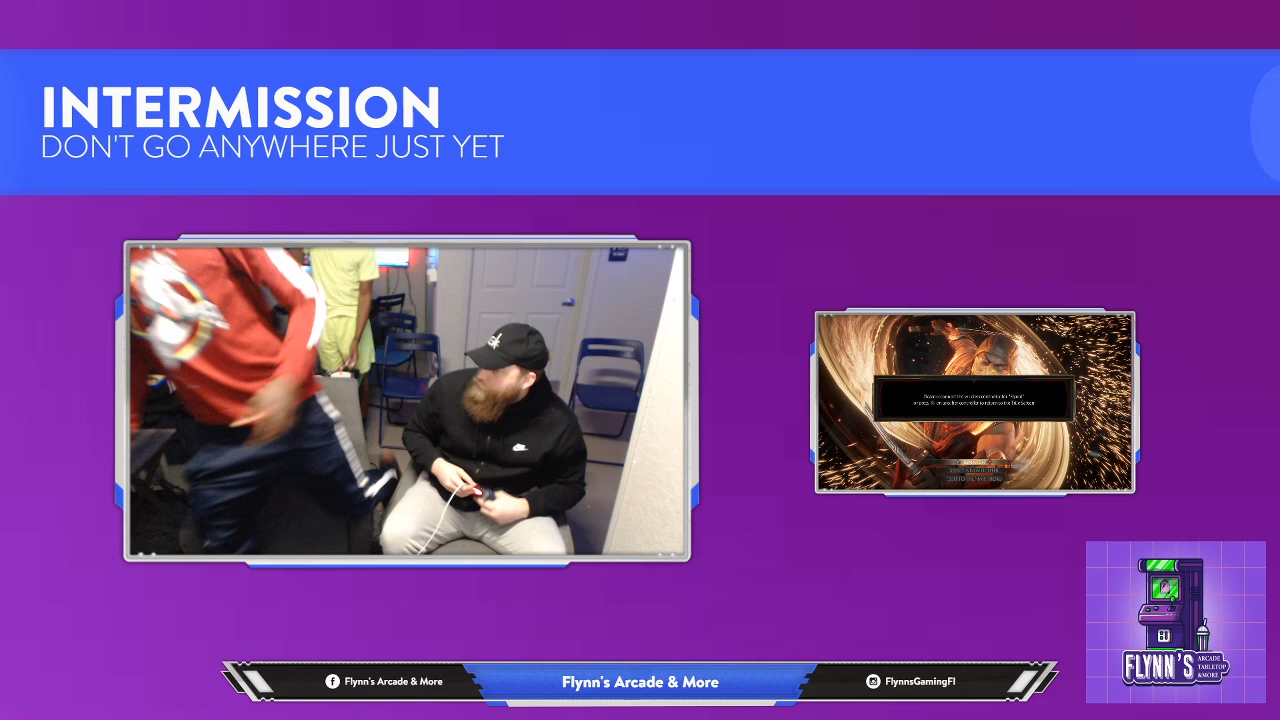 INTERMISSION
DON'T GO ANYWHERE JUST YET
Flynn's Arcade & More
Flynn's Arcade & More
FlynnsGamingFl
FLYNN'S
ARCADE
TABLETOP
&MORE